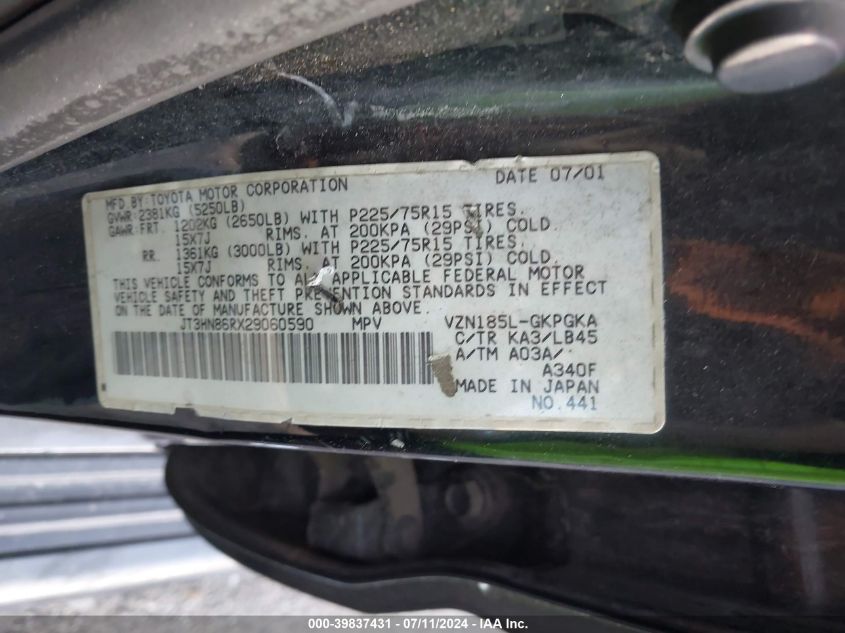 MFD BY: TOYOTA MOTOR CORPORATION DATE 07/01
GVWR: 2381KG (5250LB)
GAWR: FRT. 1202KG (2650LB) WITH P225/75R15 TIRES.
15X7J RIMS. AT 200KPA (29PSI) COLD.
RR. 1361KG (3000LB) WITH P225/75R15 TIRES.
15X7J RIMS. AT 200KPA (29PSI) COLD.
THIS VEHICLE CONFORMS TO ALL APPLICABLE FEDERAL MOTOR
VEHICLE SAFETY AND THEFT PREVENTION STANDARDS IN EFFECT
ON THE DATE OF MANUFACTURE SHOWN ABOVE.
JT3HN86RX29060590 MPV VZN185L-GKPGKA
C/TR KA3/LB45
A/TM A03A/
A340F
MADE IN JAPAN
NO.441
000-39837431 - 07/11/2024 - IAA Inc.